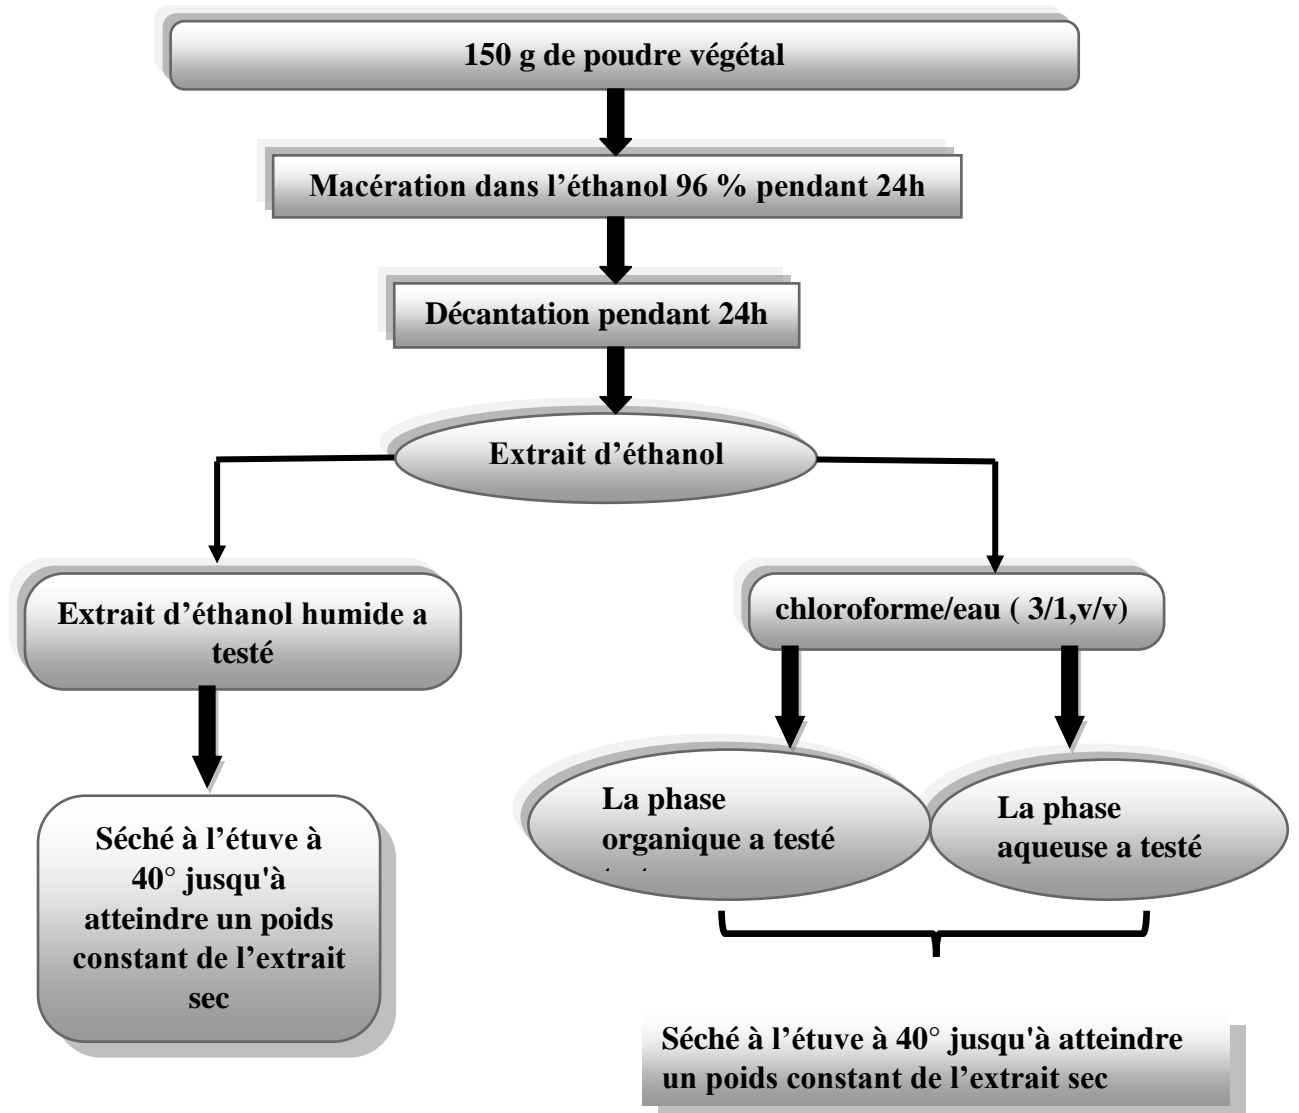 150 g de poudre végétal
Macération dans l’éthanol 96 % pendant 24h
Décantation pendant 24h
Extrait d’éthanol
Extrait d’éthanol humide a
testé
chloroforme/eau ( 3/1,v/v)
La phase
organique a testé
La phase
aqueuse a testé
Séché à l’étuve à
40° jusqu'à
atteindre un poids
constant de l’extrait
sec
Séché à l’étuve à 40° jusqu'à atteindre
un poids constant de l’extrait sec